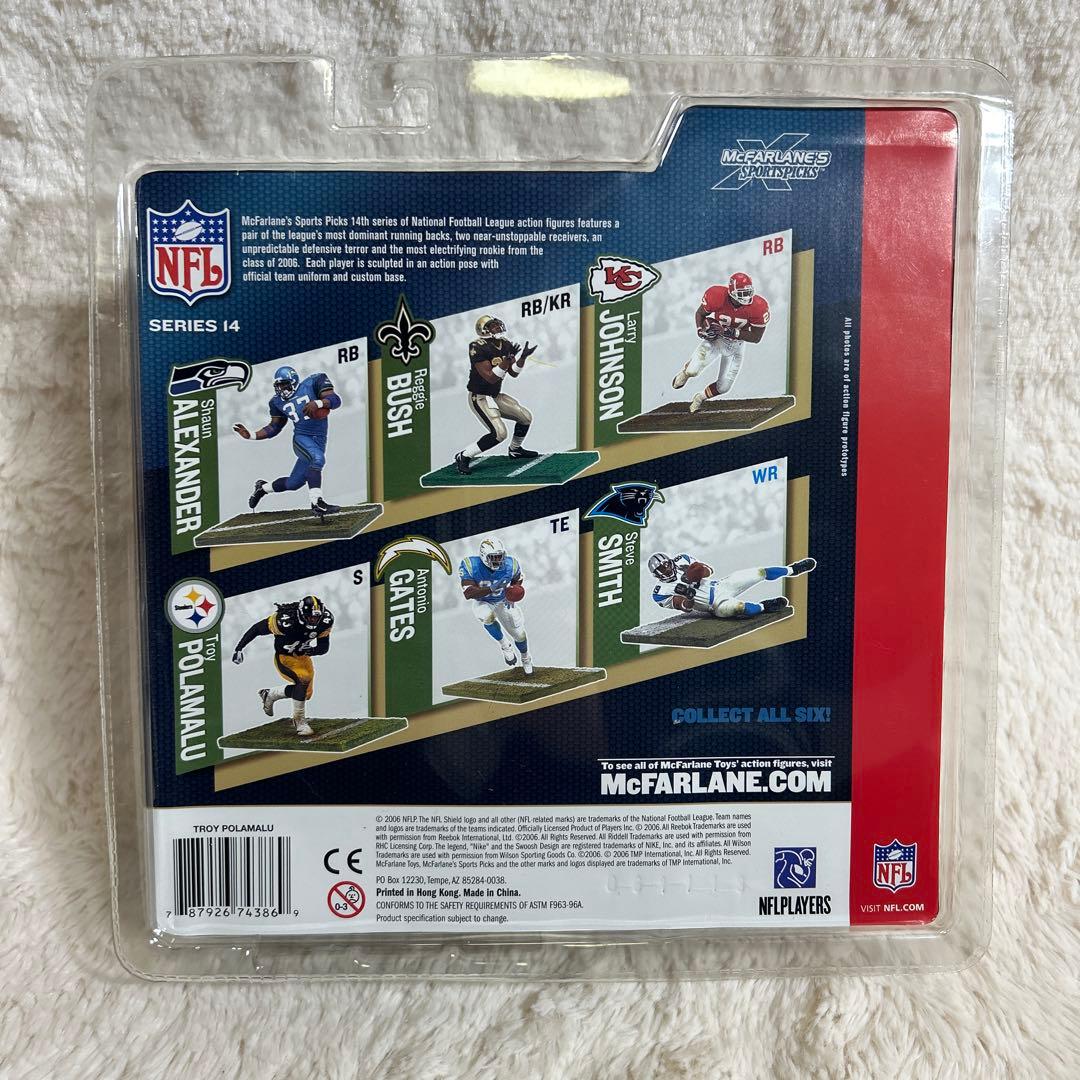 McFARLANE'S
SPORTSPICKS™
NFL
McFarlane's Sports Picks 14th series of National Football League action figures features a
pair of the league's most dominant running backs, two near-unstoppable receivers, an
unpredictable defensive terror and the most electrifying rookie from the
class of 2006. Each player is sculpted in an action pose with
official team uniform and custom base.
SERIES 14
RB
Shaun
ALEXANDER
37
RB/KR
Reggie
BUSH
RB
KC
Larry
JOHNSON
27
All photos are of action figure prototypes
S
Steelers
Troy
POLAMALU
43
TE
Antonio
GATES
WR
Steve
SMITH
COLLECT ALL SIX!
To see all of McFarlane Toys' action figures, visit
McFARLANE.COM
TROY POLAMALU
7 87926 74386 9
CE
0-3
© 2006 NFLP. The NFL Shield logo and all other (NFL-related marks) are trademarks of the National Football League. Team names
and logos are trademarks of the teams indicated. Officially Licensed Product of Players Inc. © 2006. All Reebok Trademarks are used
with permission from Reebok International, Ltd. ©2006. All Rights Reserved. All Riddell Trademarks are used with permission from
RHC Licensing Corp. The legend, "Nike" and the Swoosh Design are registered trademarks of NIKE, Inc. and its affiliates. All Wilson
Trademarks are used with permission from Wilson Sporting Goods Co. ©2006. © 2006 TMP International, Inc. All Rights Reserved.
McFarlane Toys, McFarlane's Sports Picks and the other marks and logos displayed are trademarks of TMP International, Inc.
PO Box 12230, Tempe, AZ 85284-0038.
Printed in Hong Kong. Made in China.
CONFORMS TO THE SAFETY REQUIREMENTS OF ASTM F963-96A.
Product specification subject to change.
NFLPLAYERS
NFL
VISIT NFL.COM